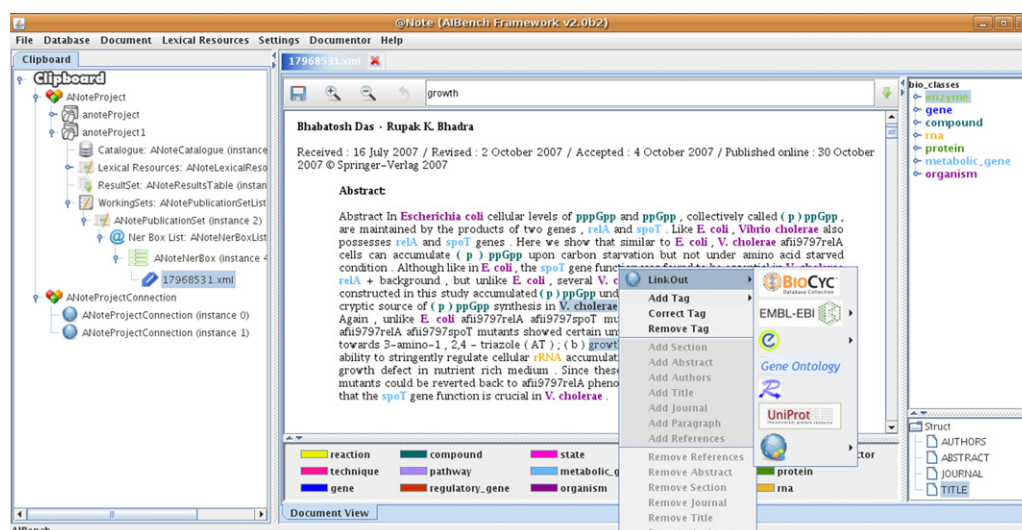 @Note (AIBench Framework v2.0b2)
File Database Document Lexical Resources Settings Documentor Help
Clipboard
Clipboard
ANoteProject
anoteProject
anoteProject1
Catalogue: ANoteCatalogue (instance
Lexical Resources: ANoteLexicalReso
ResultSet: ANoteResultsTable (instan
WorkingSets: ANotePublicationSetList
ANotePublicationSet (instance 2)
Ner Box List: ANoteNerBoxList
ANoteNerBox (instance 4
17968531.xml
ANoteProjectConnection
ANoteProjectConnection (instance 0)
ANoteProjectConnection (instance 1)
17968531.xml
growth
Bhabatosh Das · Rupak K. Bhadra
Received : 16 July 2007 / Revised : 2 October 2007 / Accepted : 4 October 2007 / Published online : 30 October
2007 © Springer-Verlag 2007
Abstract:
Abstract In Escherichia coli cellular levels of pppGpp and ppGpp , collectively called ( p ) ppGpp ,
are maintained by the products of two genes , relA and spoT . Like E. coli , Vibrio cholerae also
possesses relA and spoT genes . Here we show that similar to E. coli , V. cholerae afii9797relA
cells can accumulate ( p ) ppGpp upon carbon starvation but not under amino acid starved
condition . Although like in E. coli , the spoT gene function was found to be essential in V. cholerae
relA + background , but unlike E. coli , several V. c
constructed in this study accumulated ( p ) ppGpp und
cryptic source of ( p ) ppGpp synthesis in V. cholerae
Again , unlike E. coli afii9797relA afii9797spoT mu
afii9797relA afii9797spoT mutants showed certain un
towards 3-amino-1 , 2,4 - triazole ( AT ) ; ( b ) growt
ability to stringently regulate cellular rRNA accumulat
growth defect in nutrient rich medium . Since these
mutants could be reverted back to afii9797relA pheno
that the spoT gene function is crucial in V. cholerae .
LinkOut
Add Tag
Correct Tag
Remove Tag
Add Section
Add Abstract
Add Authors
Add Title
Add Journal
Add Paragraph
Add References
Remove References
Remove Abstract
Remove Section
Remove Journal
Remove Title
BIOCYC
Database Collection
EMBL-EBI
Gene Ontology
UniProt
bio_classes
enzyme
gene
compound
rna
protein
metabolic_gene
organism
Struct
AUTHORS
ABSTRACT
JOURNAL
TITLE
reaction compound state ctor
technique pathway metabolic_g protein
gene regulatory_gene organism rna
Document View
AIBench